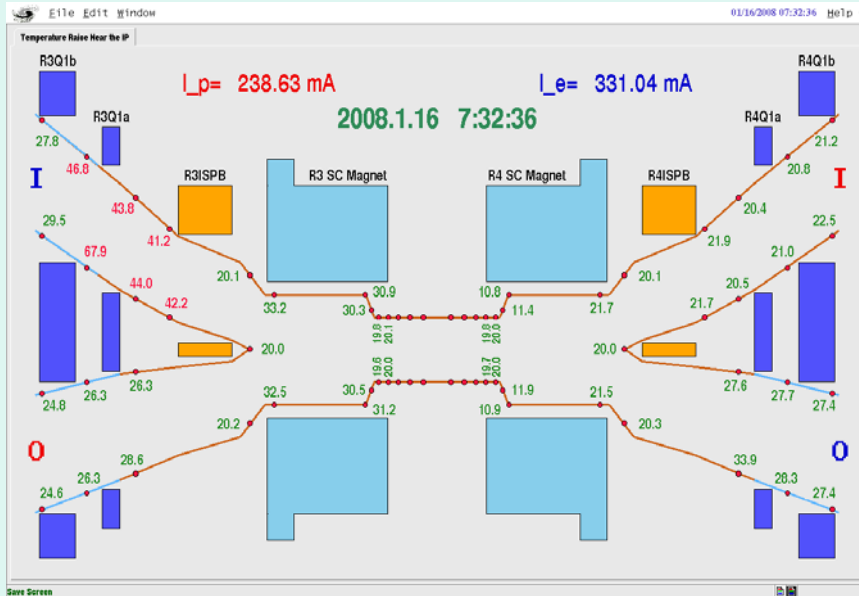 File Edit Window 01/16/2008 07:32:36 Help
Temperature Raise Near the IP
R3Q1b R4Q1b
I_p= 238.63 mA I_e= 331.04 mA
R3Q1a R4Q1a
2008.1.16 7:32:36
27.8 21.2
46.8 R3ISPB R3 SC Magnet R4 SC Magnet R4ISPB 20.8
I I
43.8 20.4
29.5 41.2 21.9 22.5
67.9 20.1 20.1 21.0
44.0 30.9 10.8 20.5
42.2 33.2 30.3 11.4 21.7 21.7
19.8 20.1 19.8 20.0
20.0 20.0
19.6 20.0 19.7 20.0
24.8 26.3 26.3 32.5 30.5 11.9 21.5 27.6 27.7 27.4
31.2 10.9
20.2 20.3
O O
28.6 33.9
24.6 26.3 28.3 27.4
Save Screen